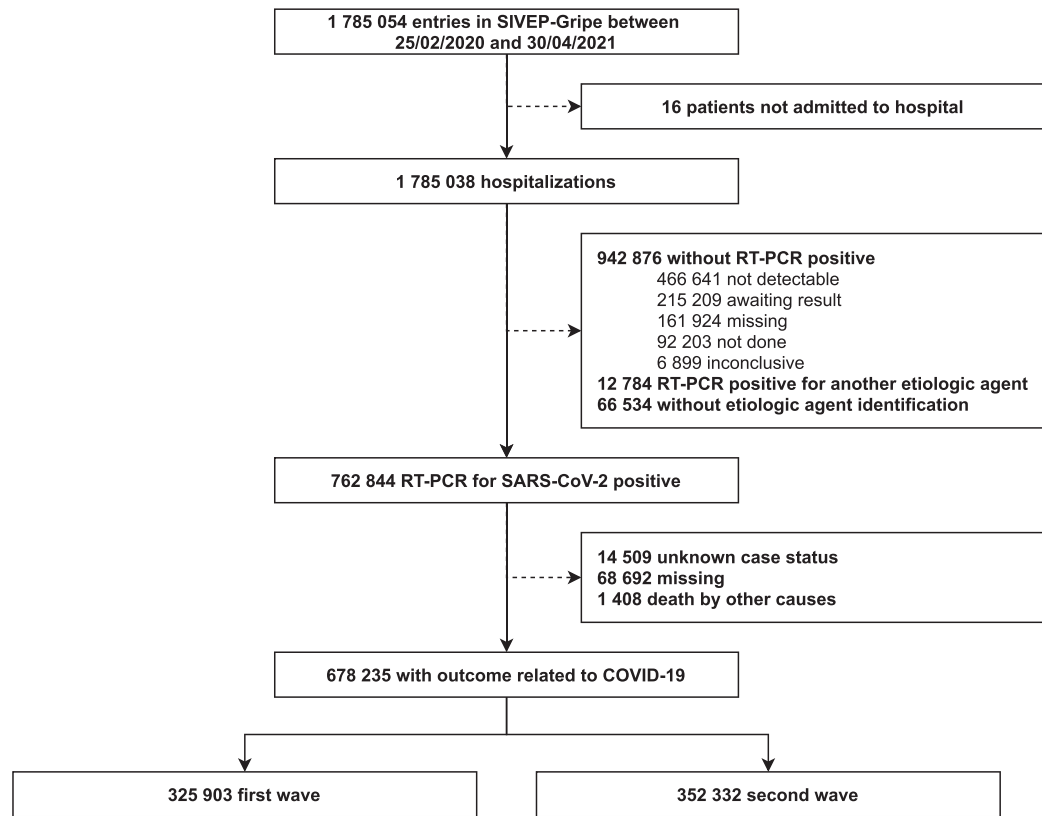 1 785 054 entries in SIVEP-Gripe between
25/02/2020 and 30/04/2021
16 patients not admitted to hospital
1 785 038 hospitalizations
942 876 without RT-PCR positive
466 641 not detectable
215 209 awaiting result
161 924 missing
92 203 not done
6 899 inconclusive
12 784 RT-PCR positive for another etiologic agent
66 534 without etiologic agent identification
762 844 RT-PCR for SARS-CoV-2 positive
14 509 unknown case status
68 692 missing
1 408 death by other causes
678 235 with outcome related to COVID-19
325 903 first wave
352 332 second wave